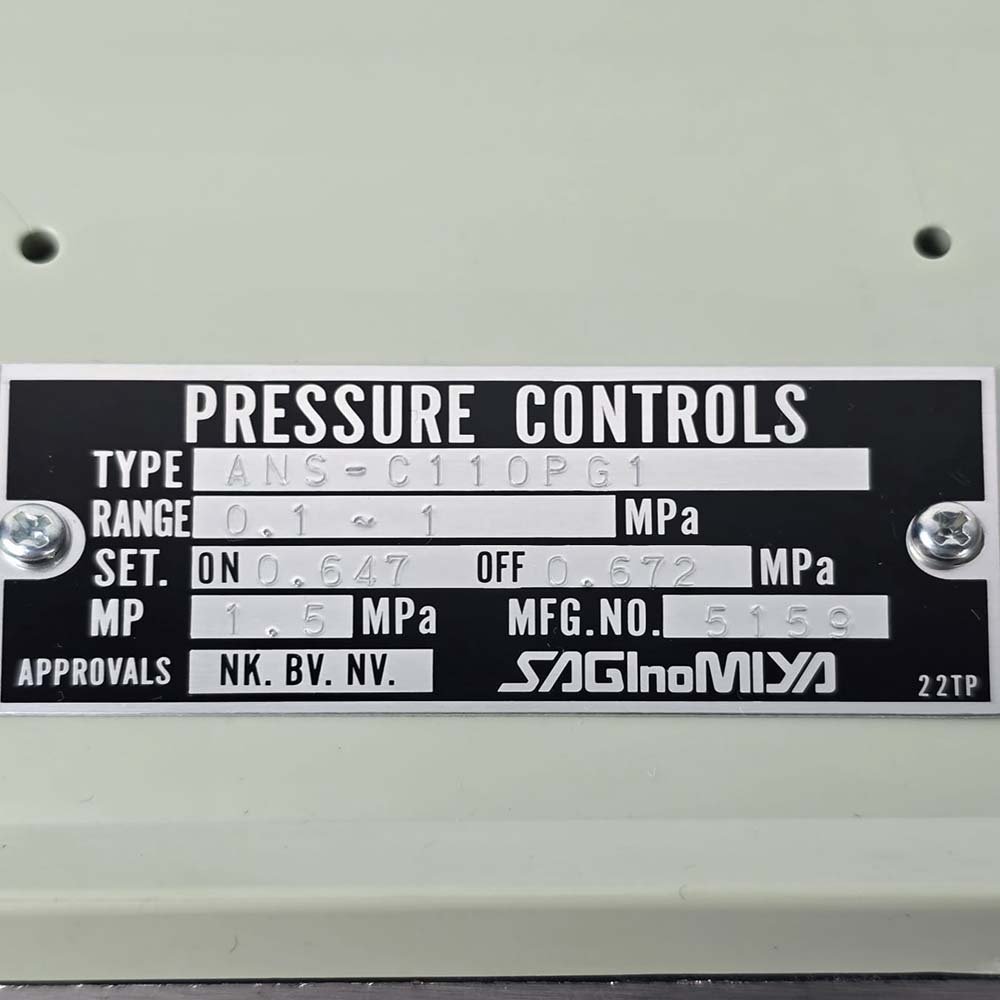 PRESSURE CONTROLS
TYPE ANS-C110PG1
RANGE 0.1 ~ 1 MPa
SET. ON 0.647 OFF 0.672 MPa
MP 1.5 MPa MFG.NO. 5159
APPROVALS NK. BV. NV. SAGInoMIYA 22TP